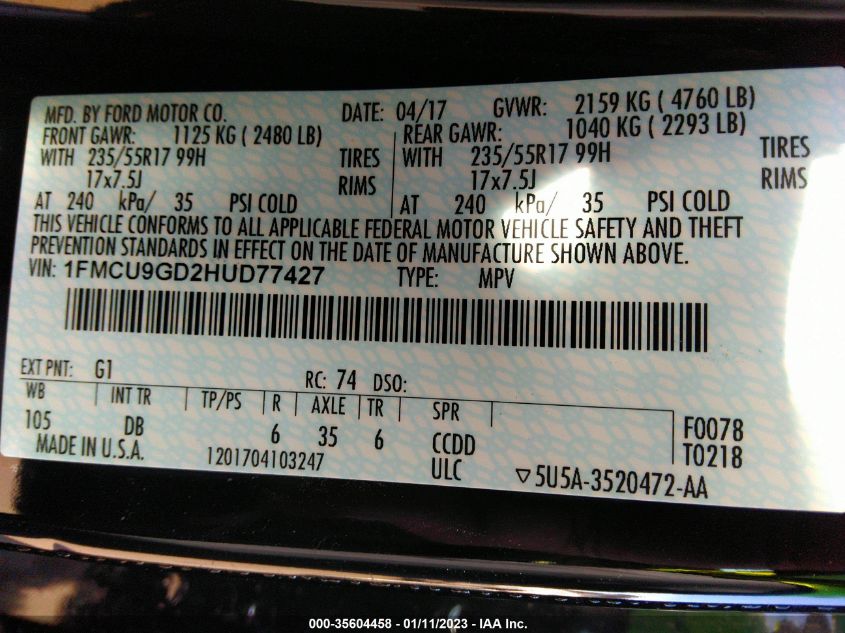 MFD. BY FORD MOTOR CO. DATE: 04/17 GVWR: 2159 KG ( 4760 LB)
FRONT GAWR: 1125 KG ( 2480 LB) REAR GAWR: 1040 KG ( 2293 LB)
WITH 235/55R17 99H TIRES WITH 235/55R17 99H TIRES
17x7.5J RIMS 17x7.5J RIMS
AT 240 kPa/ 35 PSI COLD AT 240 kPa/ 35 PSI COLD
THIS VEHICLE CONFORMS TO ALL APPLICABLE FEDERAL MOTOR VEHICLE SAFETY AND THEFT
PREVENTION STANDARDS IN EFFECT ON THE DATE OF MANUFACTURE SHOWN ABOVE.
VIN: 1FMCU9GD2HUD77427 TYPE: MPV
EXT PNT: G1 RC: 74 DSO:
WB INT TR TP/PS R AXLE TR SPR
105 DB 6 35 6 CCDD F0078
MADE IN U.S.A. 1201704103247 ULC T0218
▽5U5A-3520472-AA
000-35604458 - 01/11/2023 - IAA Inc.